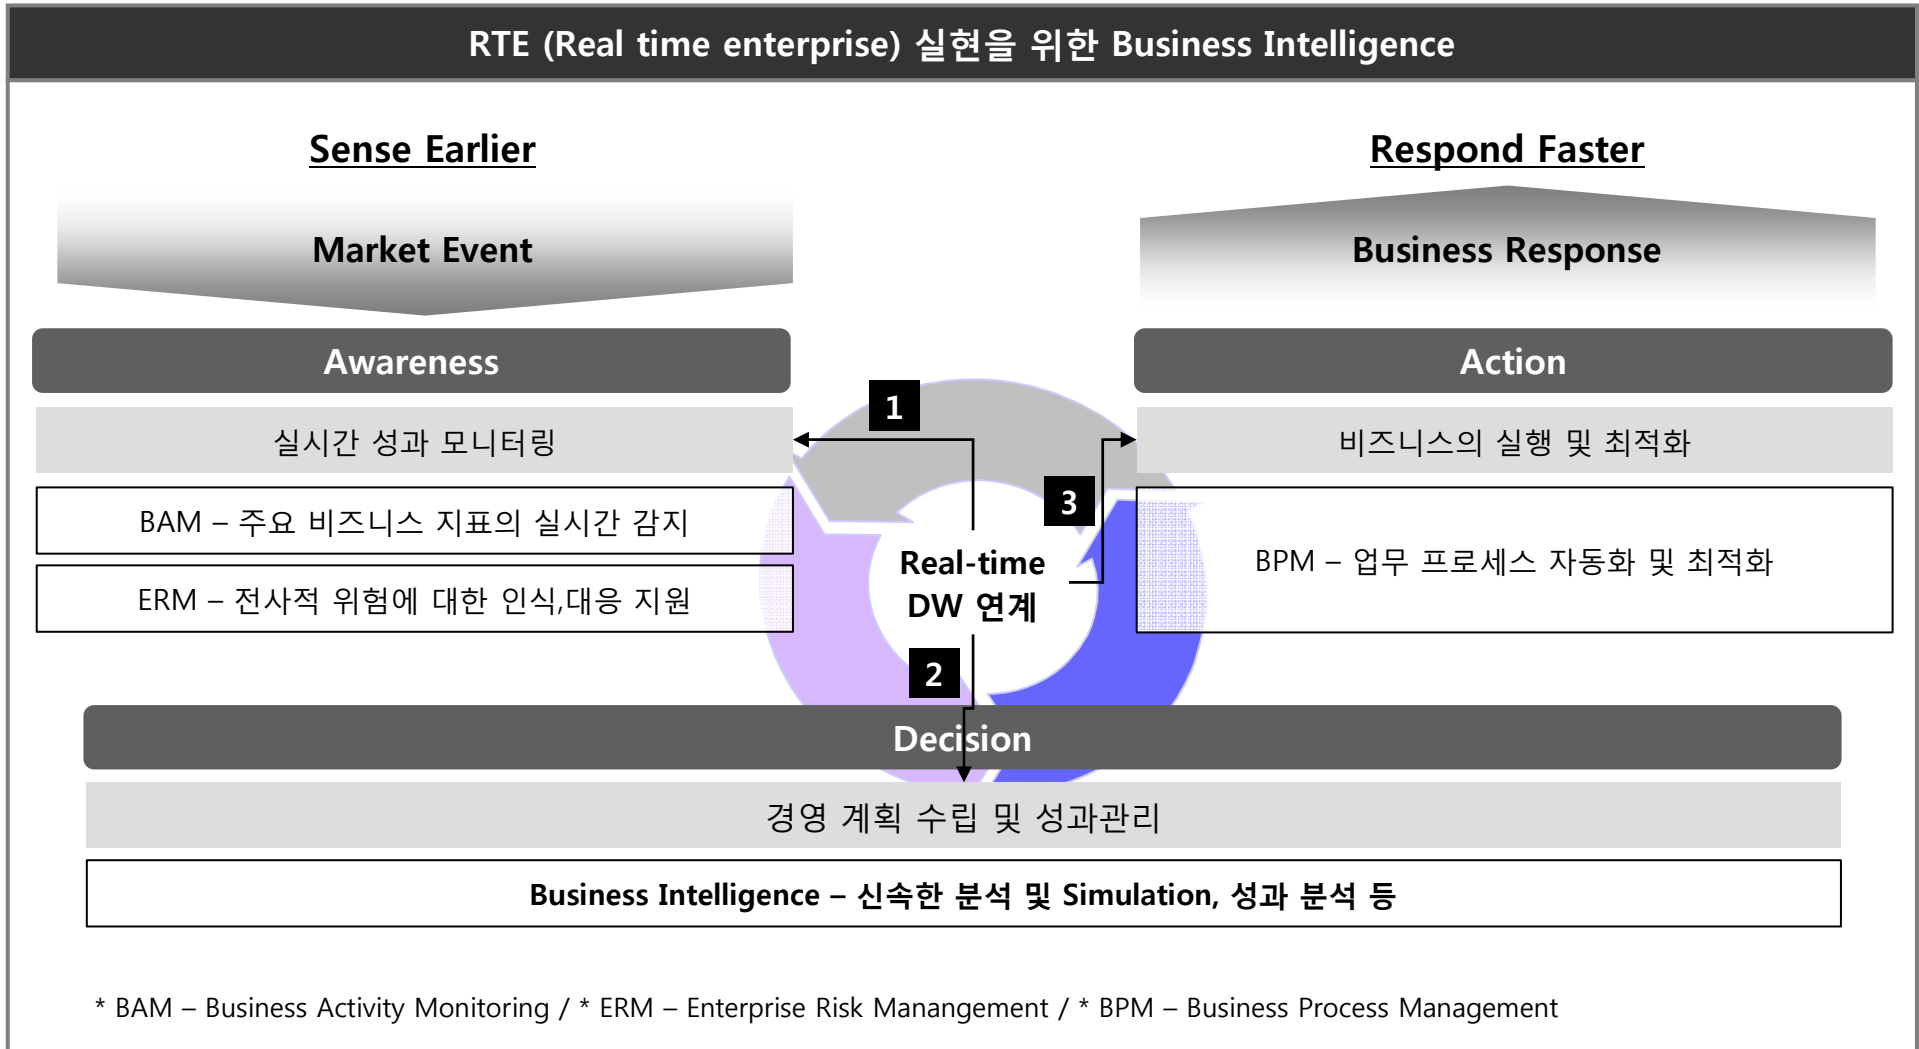 RTE (Real time enterprise) 실현을 위한 Business Intelligence
Sense Earlier
Market Event
Awareness
실시간 성과 모니터링
BAM – 주요 비즈니스 지표의 실시간 감지
ERM – 전사적 위험에 대한 인식,대응 지원
Respond Faster
Business Response
Action
비즈니스의 실행 및 최적화
BPM – 업무 프로세스 자동화 및 최적화
1
3
Real-time
DW 연계
2
Decision
경영 계획 수립 및 성과관리
Business Intelligence – 신속한 분석 및 Simulation, 성과 분석 등
* BAM – Business Activity Monitoring / * ERM – Enterprise Risk Manangement / * BPM – Business Process Management